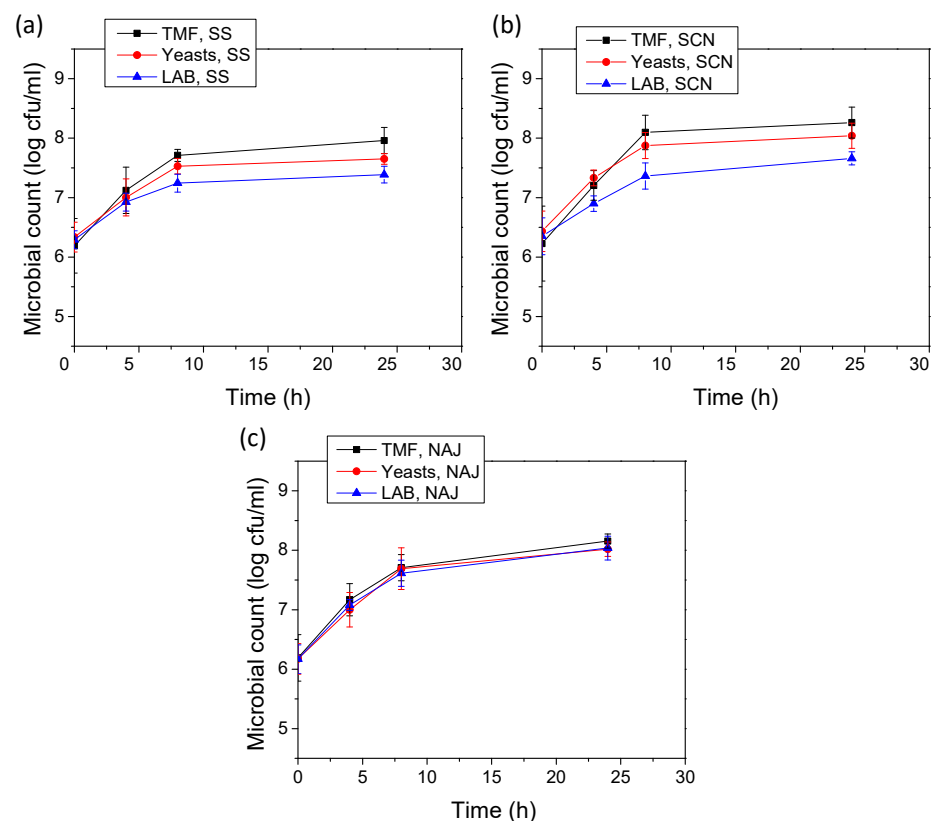 (a)
TMF, SS
Yeasts, SS
LAB, SS
Microbial count (log cfu/ml)
9
8
7
6
5
0 5 10 15 20 25 30
Time (h)
(b)
TMF, SCN
Yeasts, SCN
LAB, SCN
Microbial count (log cfu/ml)
9
8
7
6
5
0 5 10 15 20 25 30
Time (h)
(c)
TMF, NAJ
Yeasts, NAJ
LAB, NAJ
Microbial count (log cfu/ml)
9
8
7
6
5
0 5 10 15 20 25 30
Time (h)